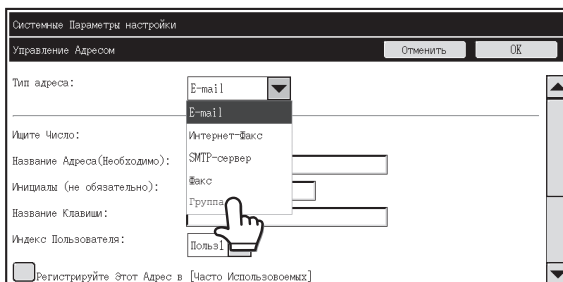 Системные Параметры настройки
Управление Адресом
Отменить
OK
Тип адреса:
E-mail
E-mail
Ищите Число:
Интернет-Факс
Название Адреса(Необходимо):
SMTP-сервер
Инициалы (не обязательно):
Факс
Группа
Название Клавиши:
Индекс Пользователя:
Польз1
Регистрируйте Этот Адрес в [Часто Использовоемых]